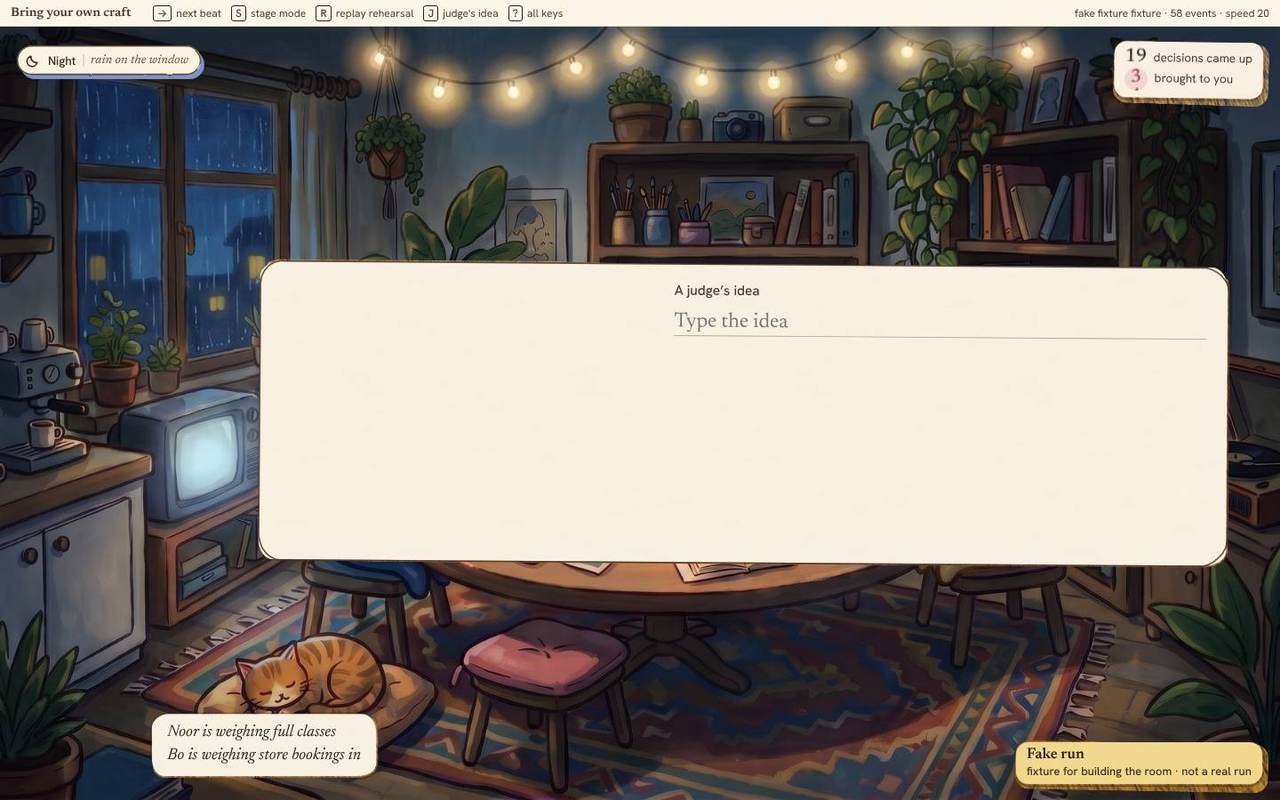 Bring your own craft
→ next beat S stage mode R replay rehearsal J judge's idea ? all keys
fake fixture fixture · 58 events · speed 20
Night rain on the window
19 decisions came up
3 brought to you
A judge’s idea
Type the idea
Noor is weighing full classes
Bo is weighing store bookings in
Fake run
fixture for building the room · not a real run